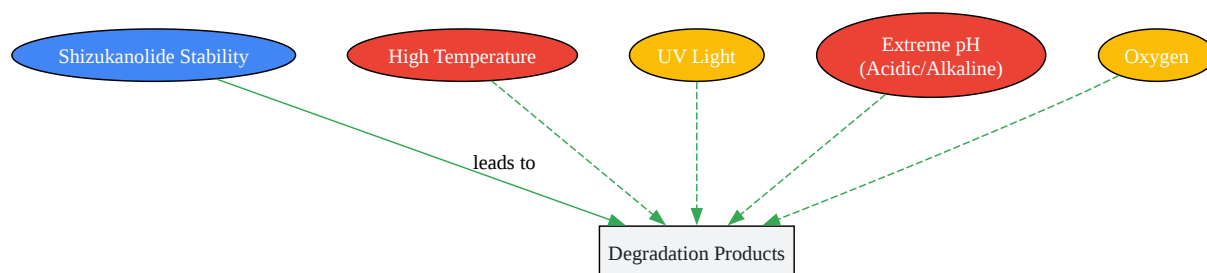 Shizukanolide Stability
High Temperature
UV Light
Extreme pH
(Acidic/Alkaline)
Oxygen
leads to
Degradation Products